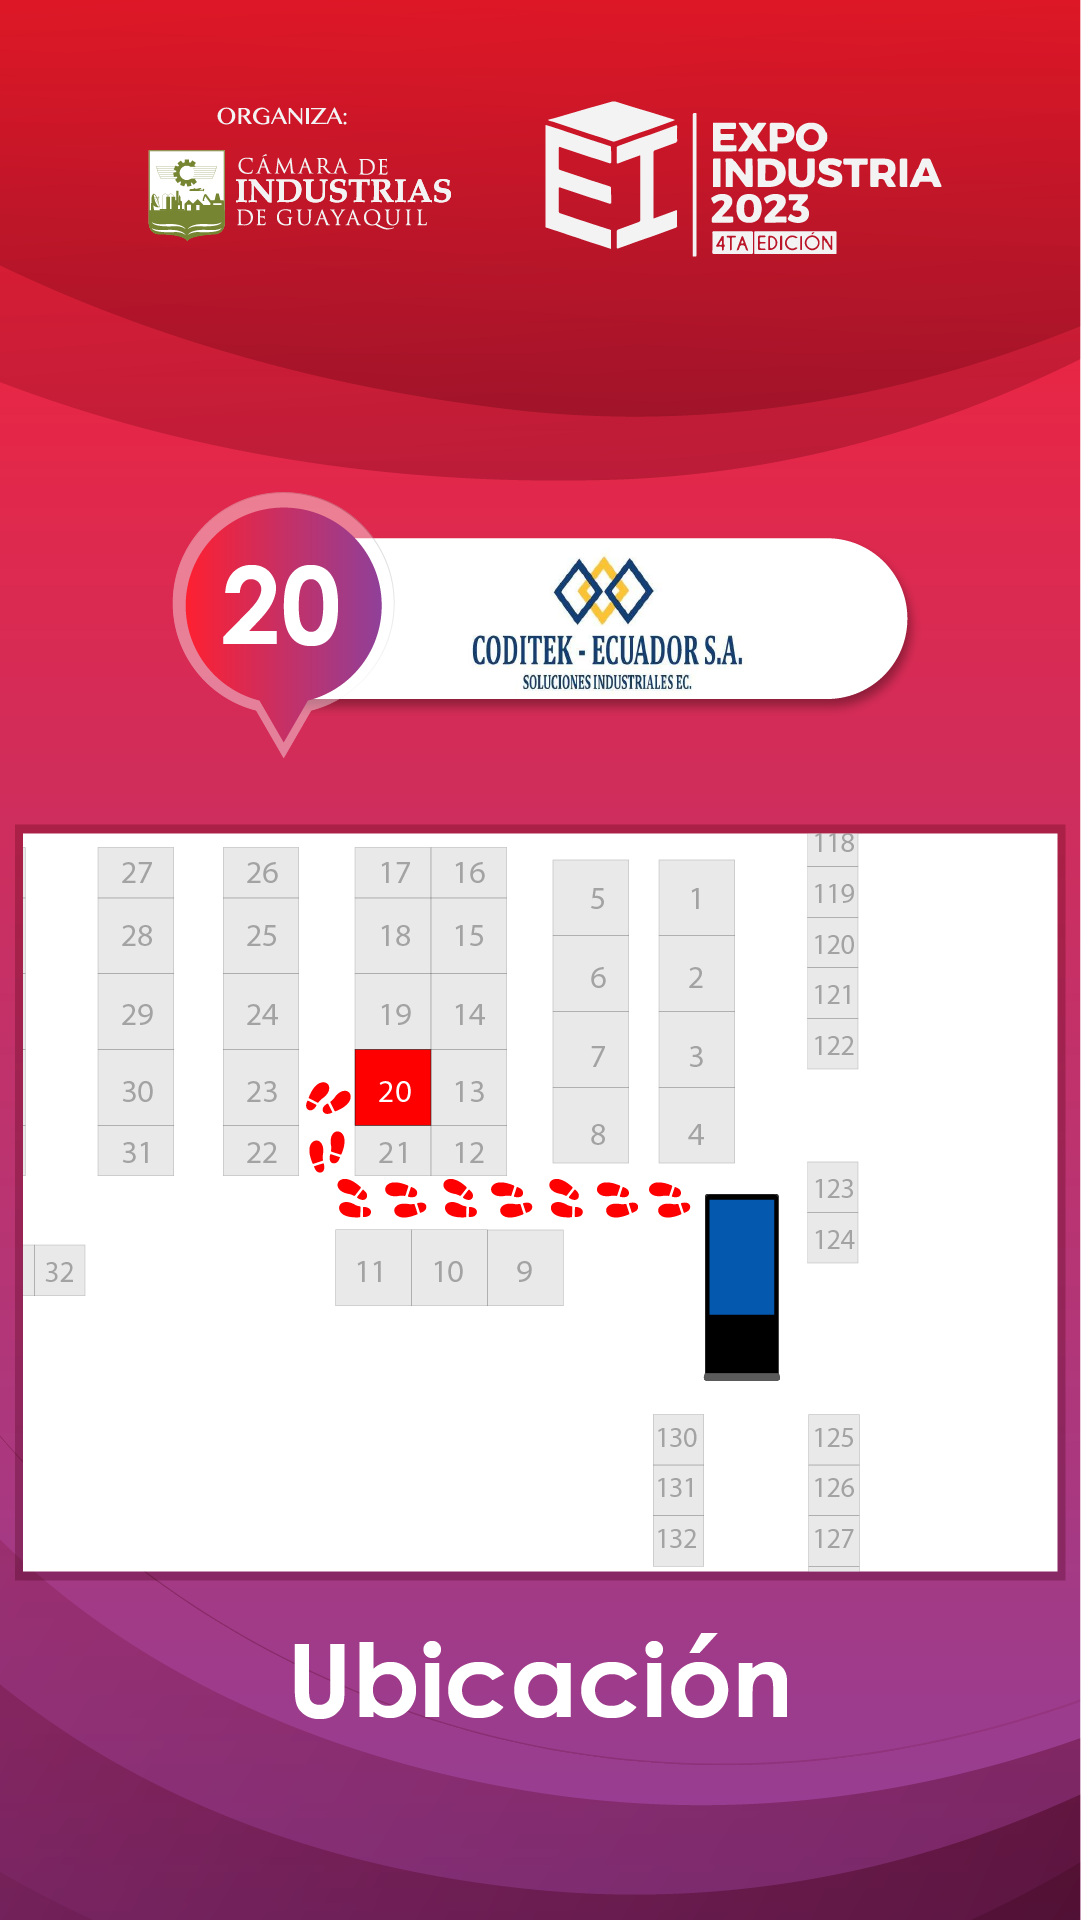 ORGANIZA:
CÁMARA DE
INDUSTRIAS
DE GUAYAQUIL
EXPO
INDUSTRIA
2023
4TA EDICIÓN
20
CODITEK - ECUADOR S.A.
SOLUCIONES INDUSTRIALES EC.
27 26 17 16 5 1 118
28 25 18 15 6 2 119
29 24 19 14 7 3 120
30 23 20 13 8 4 121
31 22 21 12 122
123
124
32 11 10 9
130 125
131 126
132 127
Ubicación